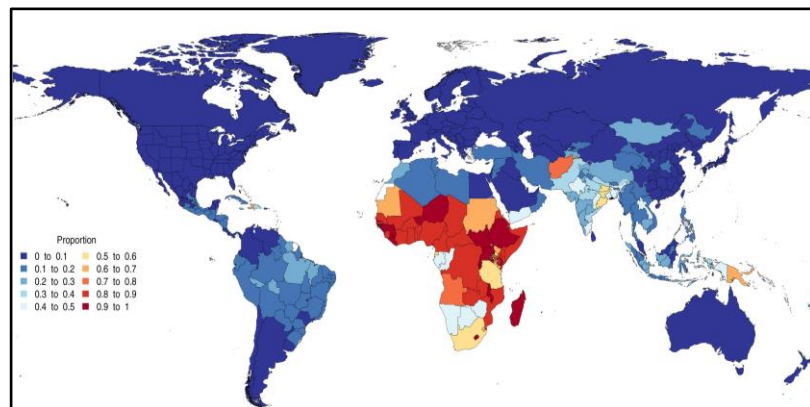 Proportion
0 to 0.1
0.1 to 0.2
0.2 to 0.3
0.3 to 0.4
0.4 to 0.5
0.5 to 0.6
0.6 to 0.7
0.7 to 0.8
0.8 to 0.9
0.9 to 1